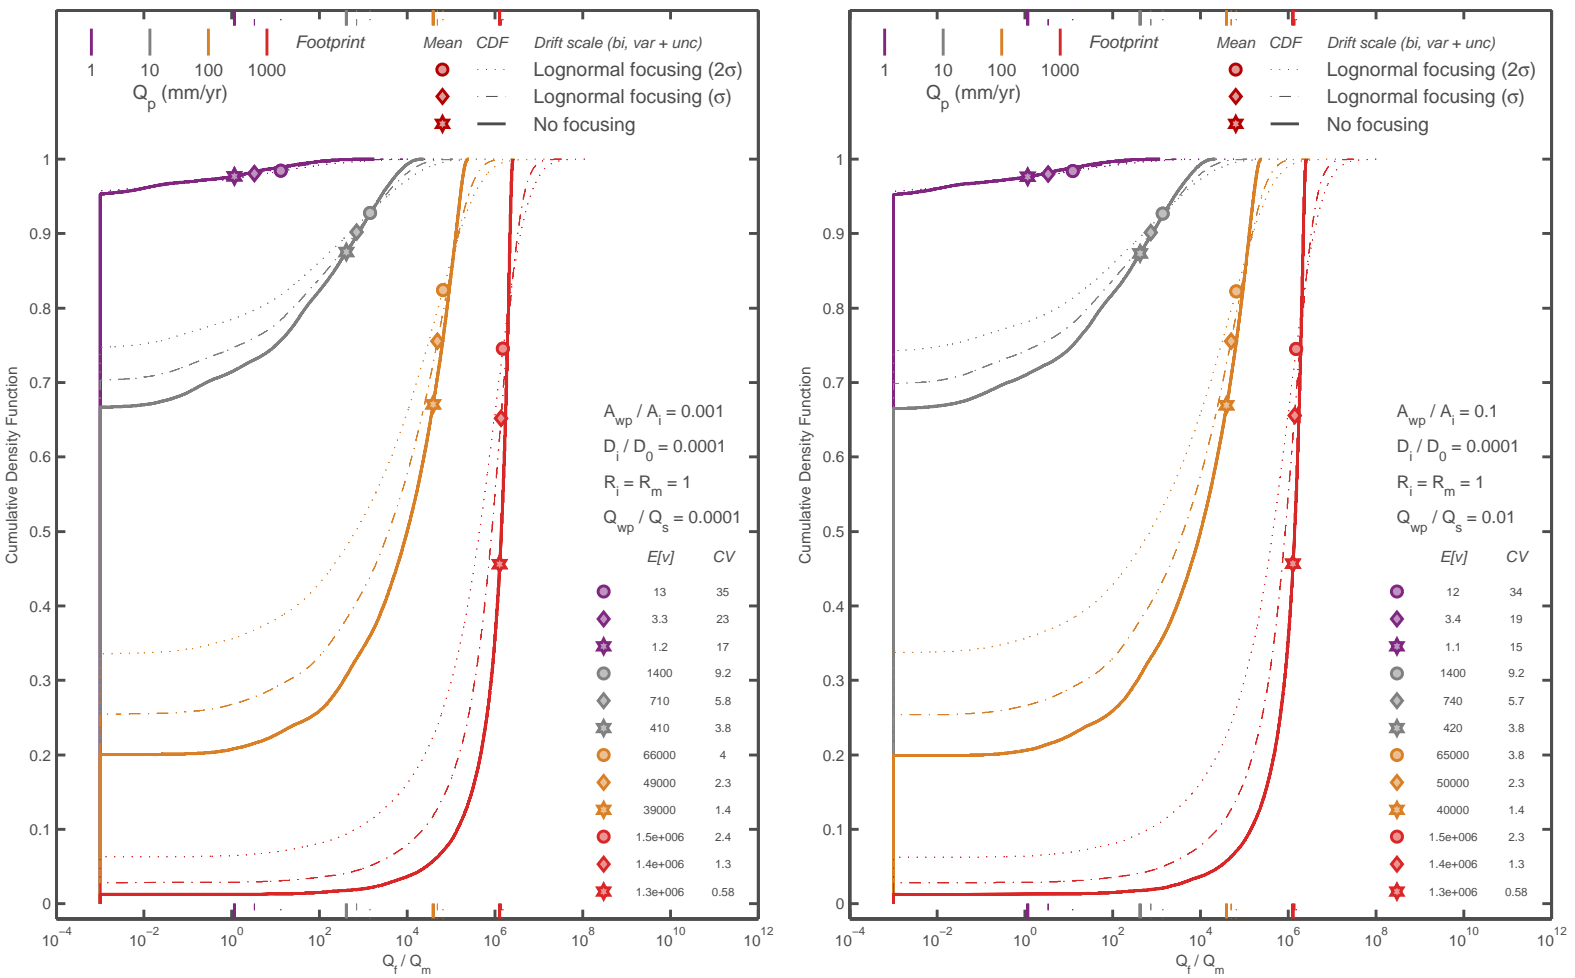 Footprint Mean CDF Drift scale (bi, var + unc)
1 10 100 1000
Q_p (mm/yr)
Lognormal focusing (2σ)
Lognormal focusing (σ)
No focusing
1
0.9
0.8
0.7
0.6
0.5
0.4
0.3
0.2
0.1
0
Cumulative Density Function
A_wp / A_i = 0.001
D_i / D_0 = 0.0001
R_i = R_m = 1
Q_wp / Q_s = 0.0001
E[v] CV
13 35
3.3 23
1.2 17
1400 9.2
710 5.8
410 3.8
66000 4
49000 2.3
39000 1.4
1.5e+006 2.4
1.4e+006 1.3
1.3e+006 0.58
10^-4 10^-2 10^0 10^2 10^4 10^6 10^8 10^10 10^12
Q_f / Q_m
Footprint Mean CDF Drift scale (bi, var + unc)
1 10 100 1000
Q_p (mm/yr)
Lognormal focusing (2σ)
Lognormal focusing (σ)
No focusing
1
0.9
0.8
0.7
0.6
0.5
0.4
0.3
0.2
0.1
0
Cumulative Density Function
A_wp / A_i = 0.1
D_i / D_0 = 0.0001
R_i = R_m = 1
Q_wp / Q_s = 0.01
E[v] CV
12 34
3.4 19
1.1 15
1400 9.2
740 5.7
420 3.8
65000 3.8
50000 2.3
40000 1.4
1.5e+006 2.3
1.4e+006 1.3
1.3e+006 0.58
10^-4 10^-2 10^0 10^2 10^4 10^6 10^8 10^10 10^12
Q_f / Q_m